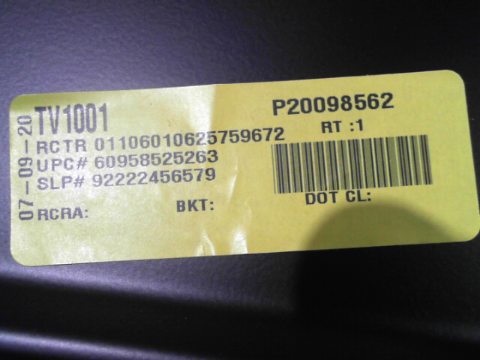 07-09-20
TV1001
P20098562
RCTR 01106010625759672
RT :1
UPC# 60958525263
SLP# 92222456579
RCRA:
BKT:
DOT CL: